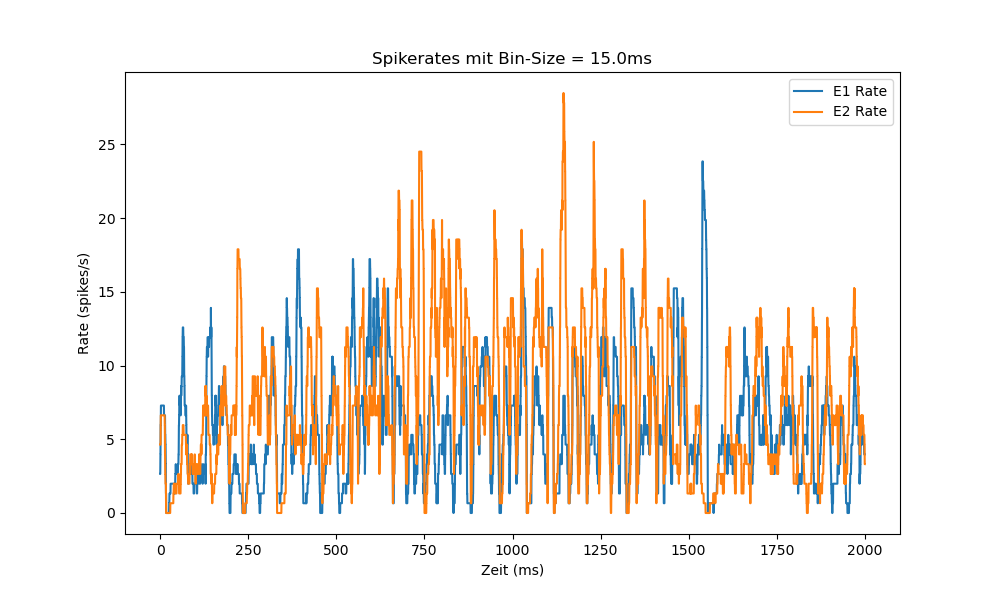 Spikerates mit Bin-Size = 15.0ms
E1 Rate
E2 Rate
Rate (spikes/s)
25
20
15
10
5
0
0 250 500 750 1000 1250 1500 1750 2000
Zeit (ms)